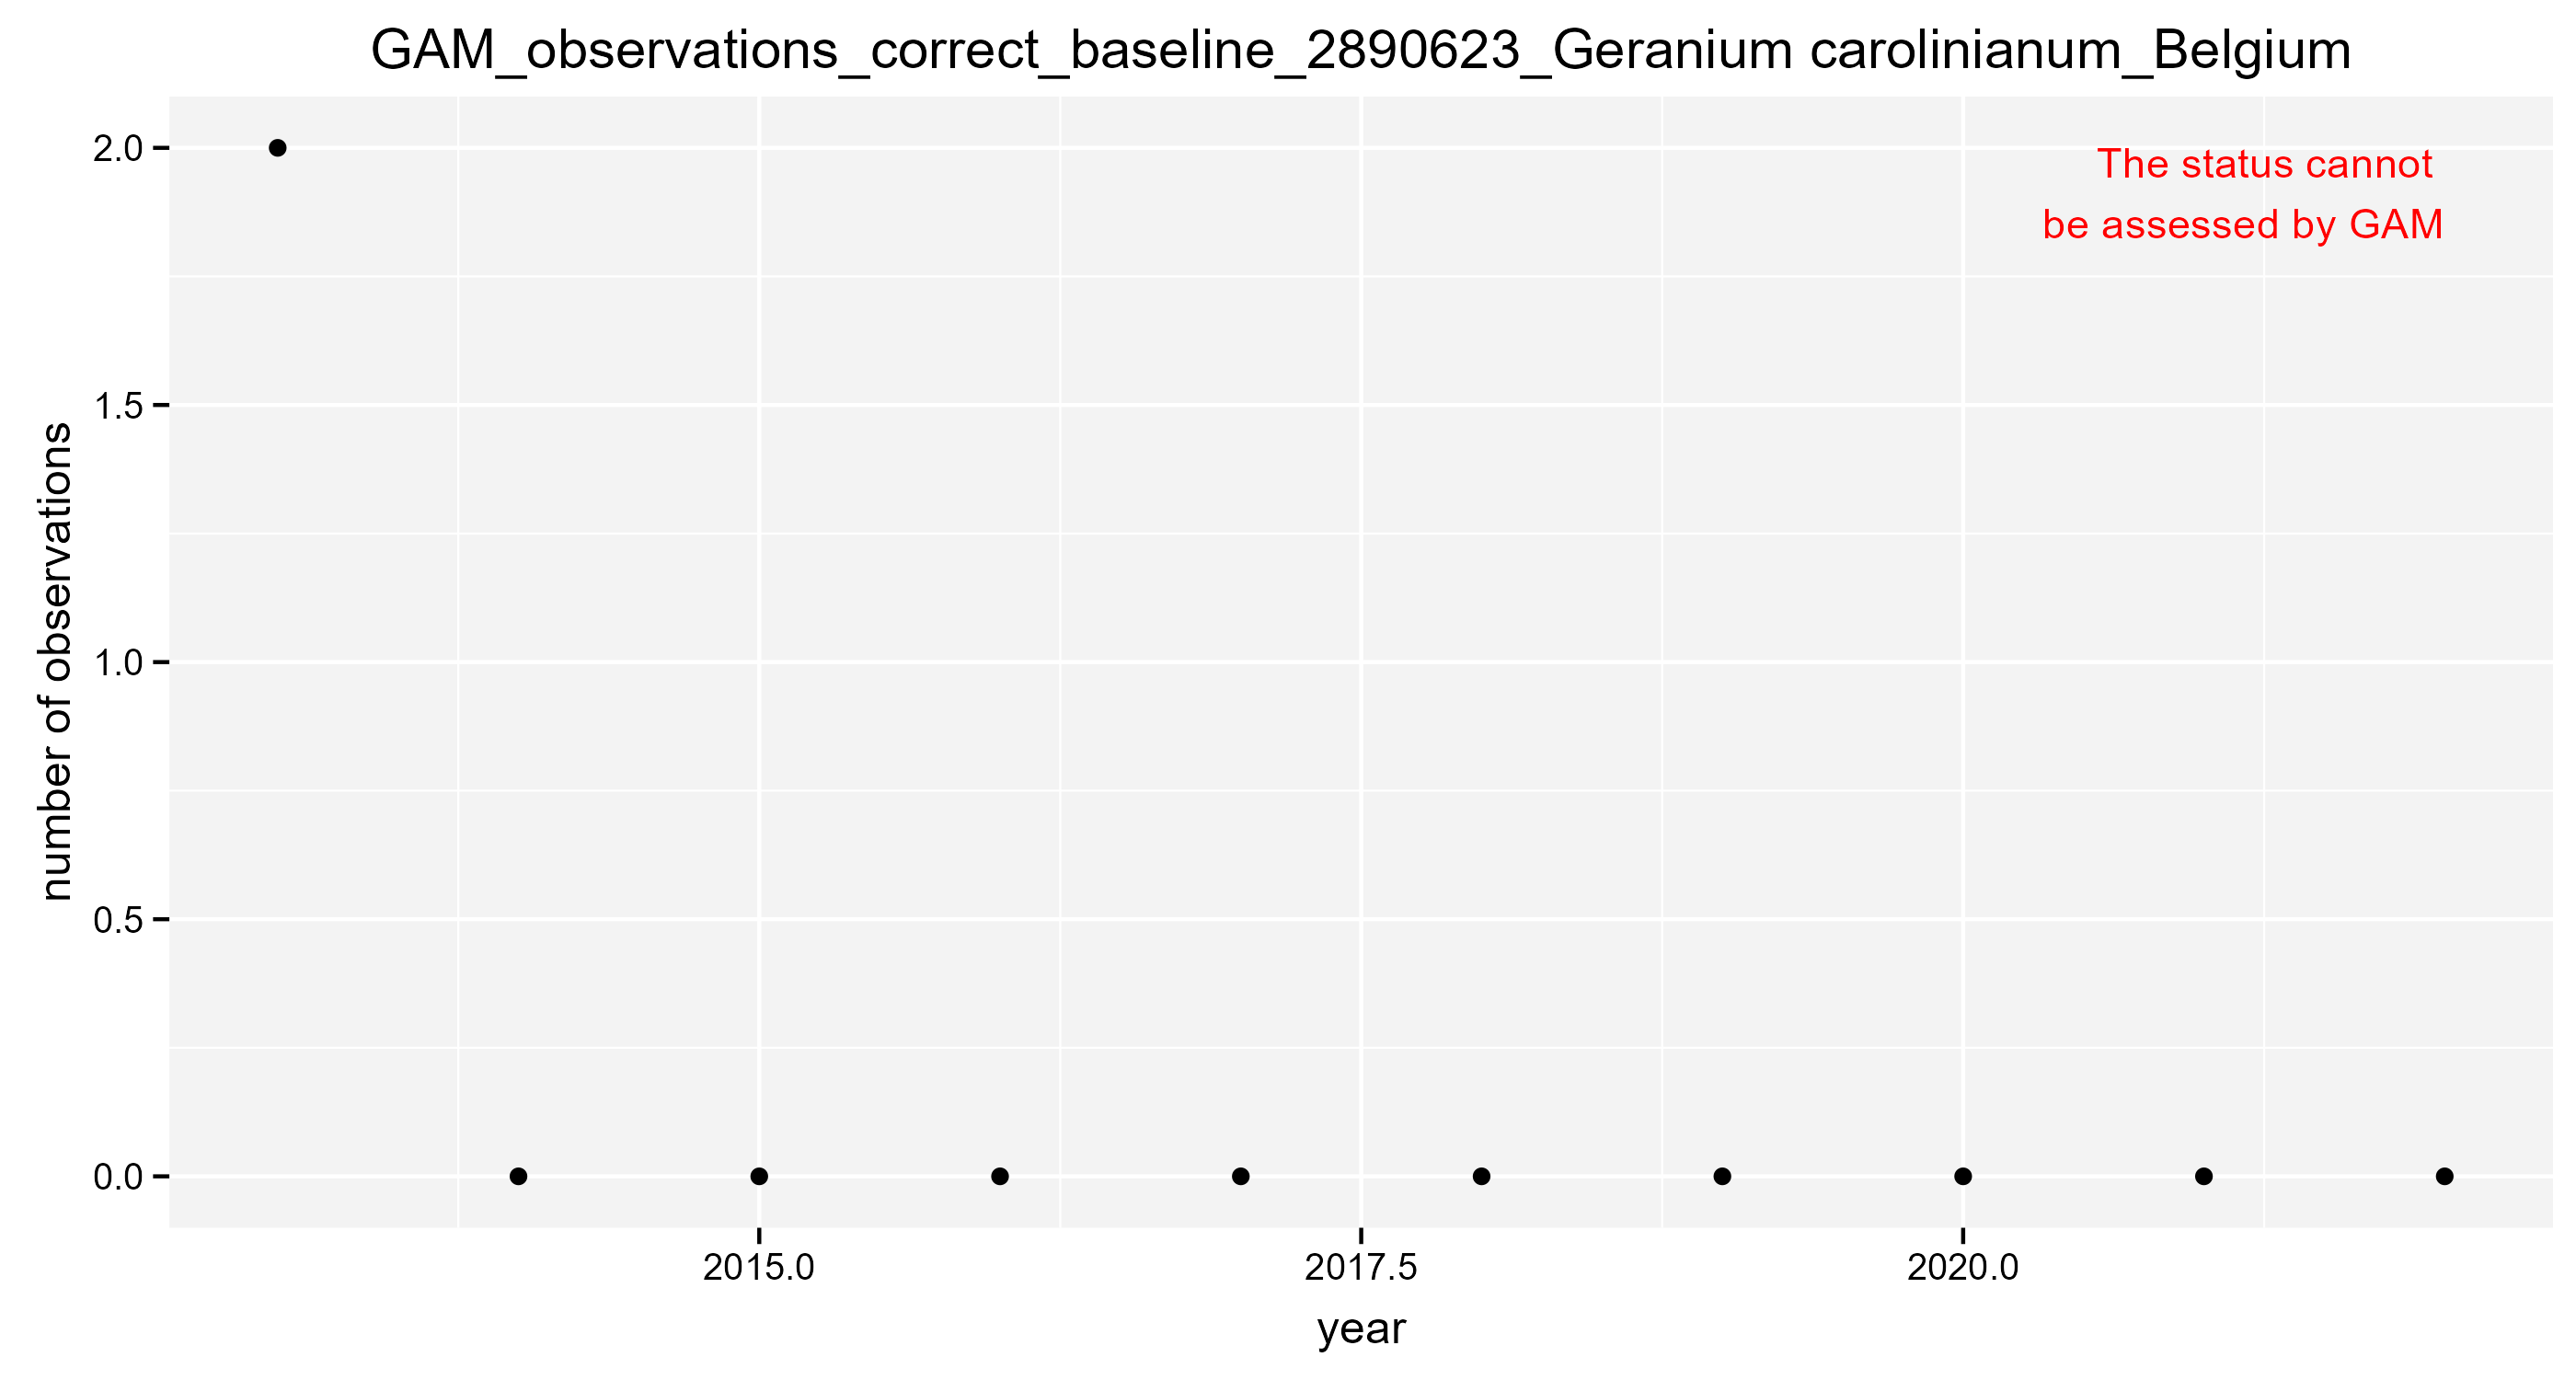 GAM_observations_correct_baseline_2890623_Geranium carolinianum_Belgium
The status cannot
be assessed by GAM
number of observations
2.0
1.5
1.0
0.5
0.0
2015.0
2017.5
2020.0
year